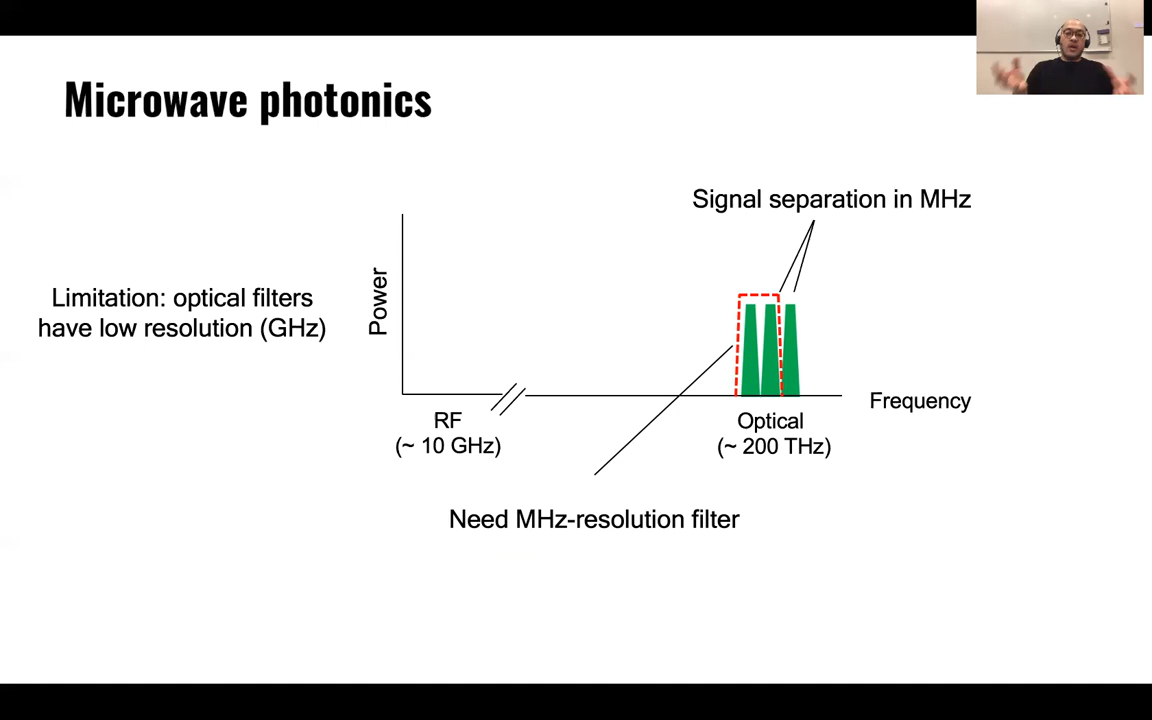 Microwave photonics
Signal separation in MHz
Limitation: optical filters
have low resolution (GHz)
Power
Frequency
RF
(~ 10 GHz)
Optical
(~ 200 THz)
Need MHz-resolution filter